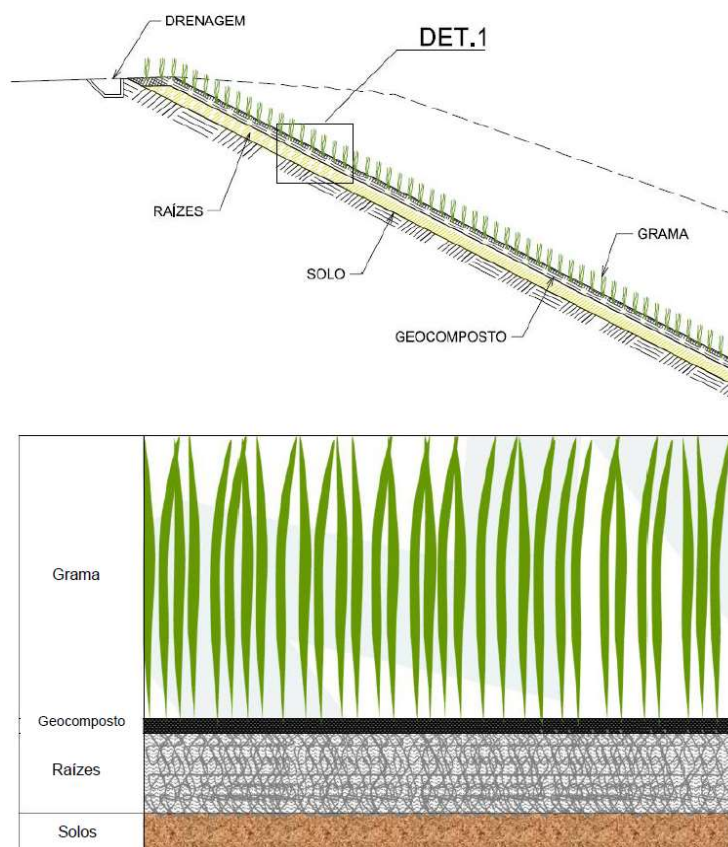 DRENAGEM
DET.1
RAÍZES
GRAMA
SOLO
GEOCOMPOSTO
Grama
Geocomposto
Raízes
Solos